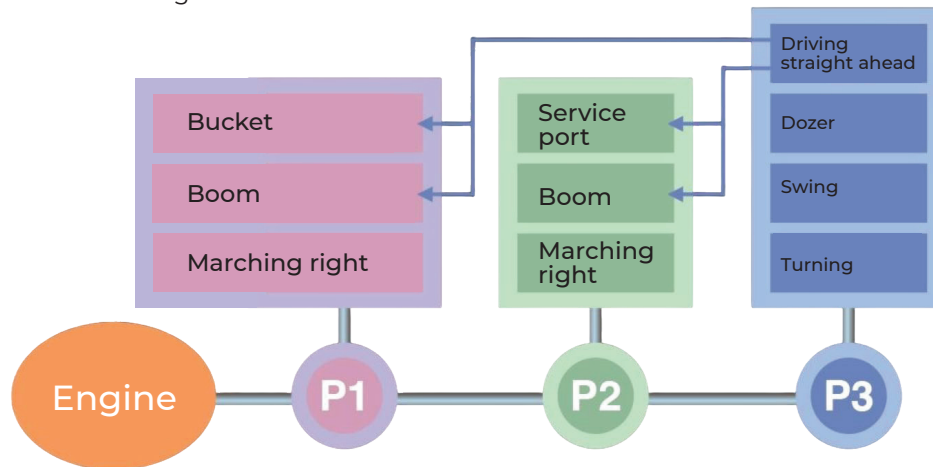 Driving
straight ahead
Bucket
Service
port
Dozer
Boom
Boom
Swing
Marching right
Marching
right
Turning
Engine
P1
P2
P3